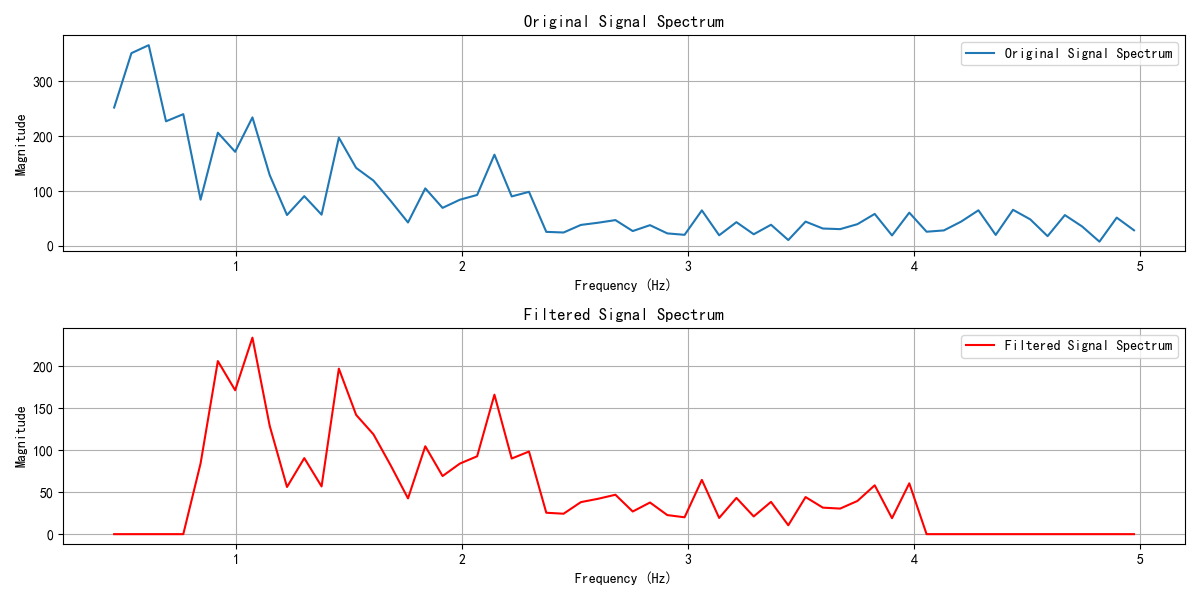 Original Signal Spectrum
Original Signal Spectrum
300
200
100
0
Magnitude
1 2 3 4 5
Frequency (Hz)
Filtered Signal Spectrum
Filtered Signal Spectrum
200
150
100
50
0
Magnitude
1 2 3 4 5
Frequency (Hz)